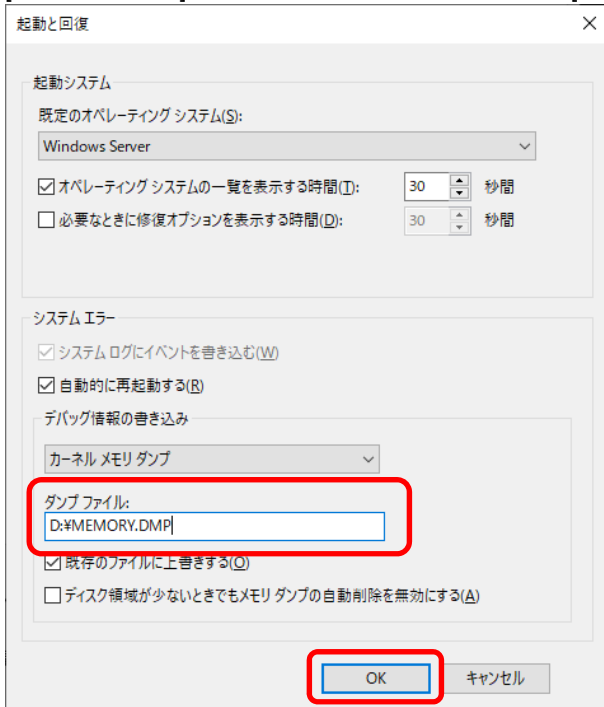 起動と回復
起動システム
既定のオペレーティング システム(S):
Windows Server
オペレーティング システムの一覧を表示する時間(T): 30 秒間
必要なときに修復オプションを表示する時間(D): 30 秒間
システム エラー
システム ログにイベントを書き込む(W)
自動的に再起動する(R)
デバッグ情報の書き込み
カーネル メモリ ダンプ
ダンプ ファイル:
D:¥MEMORY.DMP
既存のファイルに上書きする(O)
ディスク領域が少ないときでもメモリ ダンプの自動削除を無効にする(A)
OK キャンセル